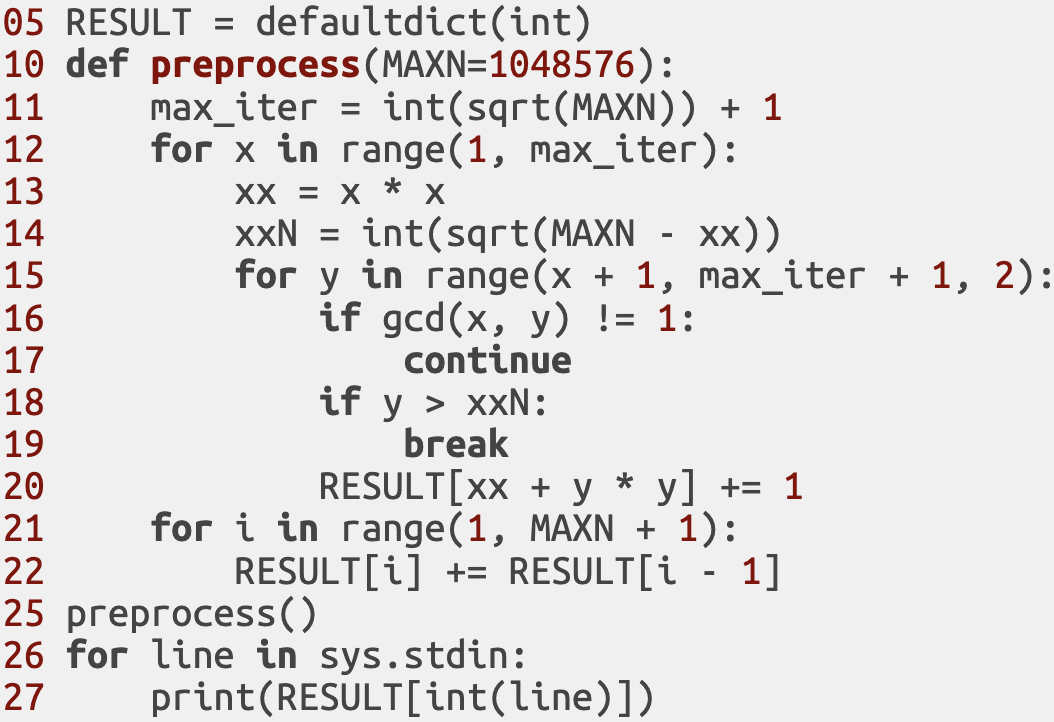 05 RESULT = defaultdict(int)
10 def preprocess(MAXN=1048576):
11     max_iter = int(sqrt(MAXN)) + 1
12     for x in range(1, max_iter):
13         xx = x * x
14         xxN = int(sqrt(MAXN - xx))
15         for y in range(x + 1, max_iter + 1, 2):
16             if gcd(x, y) != 1:
17                 continue
18             if y > xxN:
19                 break
20             RESULT[xx + y * y] += 1
21     for i in range(1, MAXN + 1):
22         RESULT[i] += RESULT[i - 1]
25 preprocess()
26 for line in sys.stdin:
27     print(RESULT[int(line)])